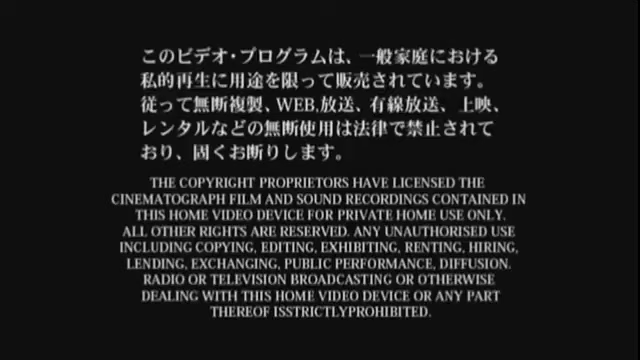 このビデオ・プログラムは、一般家庭における
私的再生に用途を限って販売されています。
従って無断複製、WEB,放送、有線放送、上映、
レンタルなどの無断使用は法律で禁止されて
おり、固くお断りします。
THE COPYRIGHT PROPRIETORS HAVE LICENSED THE
CINEMATOGRAPH FILM AND SOUND RECORDINGS CONTAINED IN
THIS HOME VIDEO DEVICE FOR PRIVATE HOME USE ONLY.
ALL OTHER RIGHTS ARE RESERVED. ANY UNAUTHORISED USE
INCLUDING COPYING, EDITING, EXHIBITING, RENTING, HIRING,
LENDING, EXCHANGING, PUBLIC PERFORMANCE, DIFFUSION.
RADIO OR TELEVISION BROADCASTING OR OTHERWISE
DEALING WITH THIS HOME VIDEO DEVICE OR ANY PART
THEREOF ISSTRICTLYPROHIBITED.